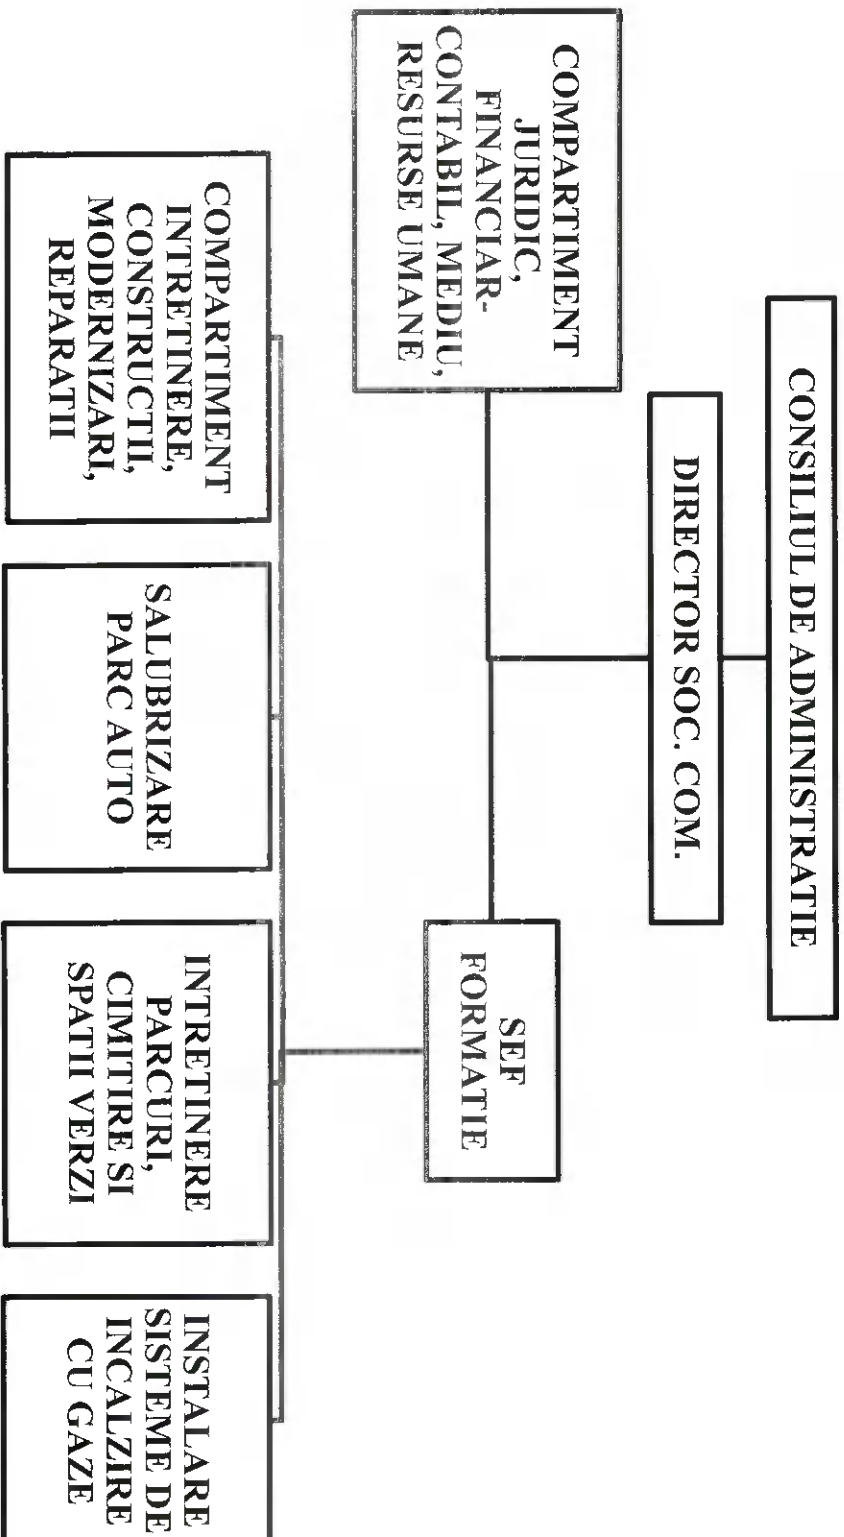 CONSILIUL DE ADMINISTRATIE
DIRECTOR SOC. COM.
COMPARTIMENT
JURIDIC,
FINANCIAR-
CONTABIL, MEDIU,
RESURSE UMANE
SEF
FORMATIE
COMPARTIMENT
INTRETINERE,
CONSTRUCTII,
MODERNIZARI,
REPARATII
SALUBRIZARE
PARC AUTO
INTRETINERE
PARCURI,
CIMITIRE SI
SPATII VERZI
INSTALARE
SISTEME DE
INCALZIRE
CU GAZE